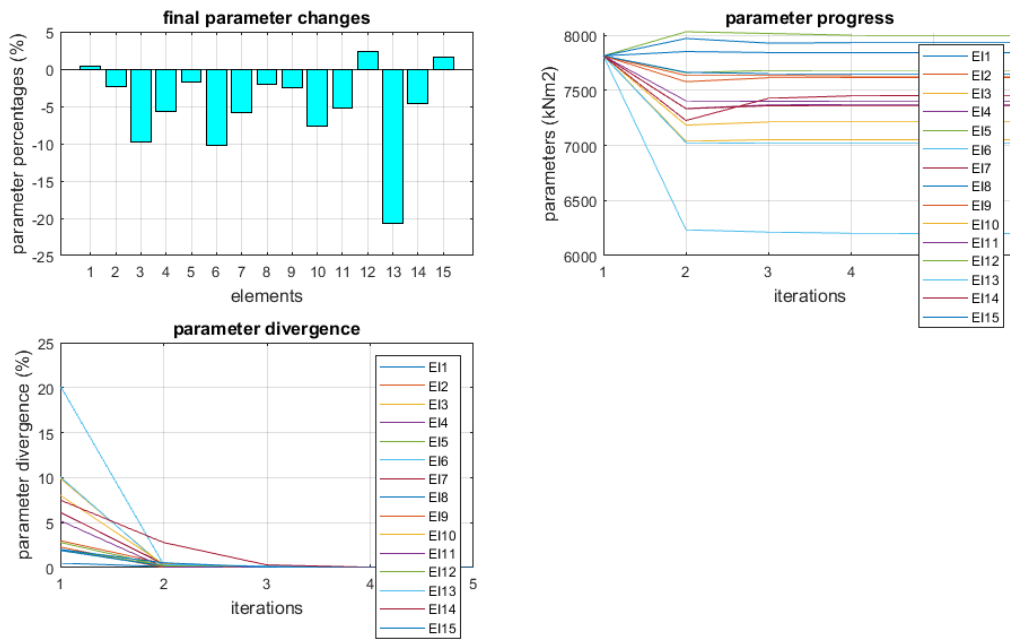 final parameter changes
parameter percentages (%)
5
0
-5
-10
-15
-20
-25
1 2 3 4 5 6 7 8 9 10 11 12 13 14 15
elements
parameter progress
parameters (kNm2)
8000
7500
7000
6500
6000
1 2 3 4
iterations
EI1
EI2
EI3
EI4
EI5
EI6
EI7
EI8
EI9
EI10
EI11
EI12
EI13
EI14
EI15
parameter divergence
parameter divergence (%)
25
20
15
10
5
0
1 2 3 4 5
iterations
EI1
EI2
EI3
EI4
EI5
EI6
EI7
EI8
EI9
EI10
EI11
EI12
EI13
EI14
EI15